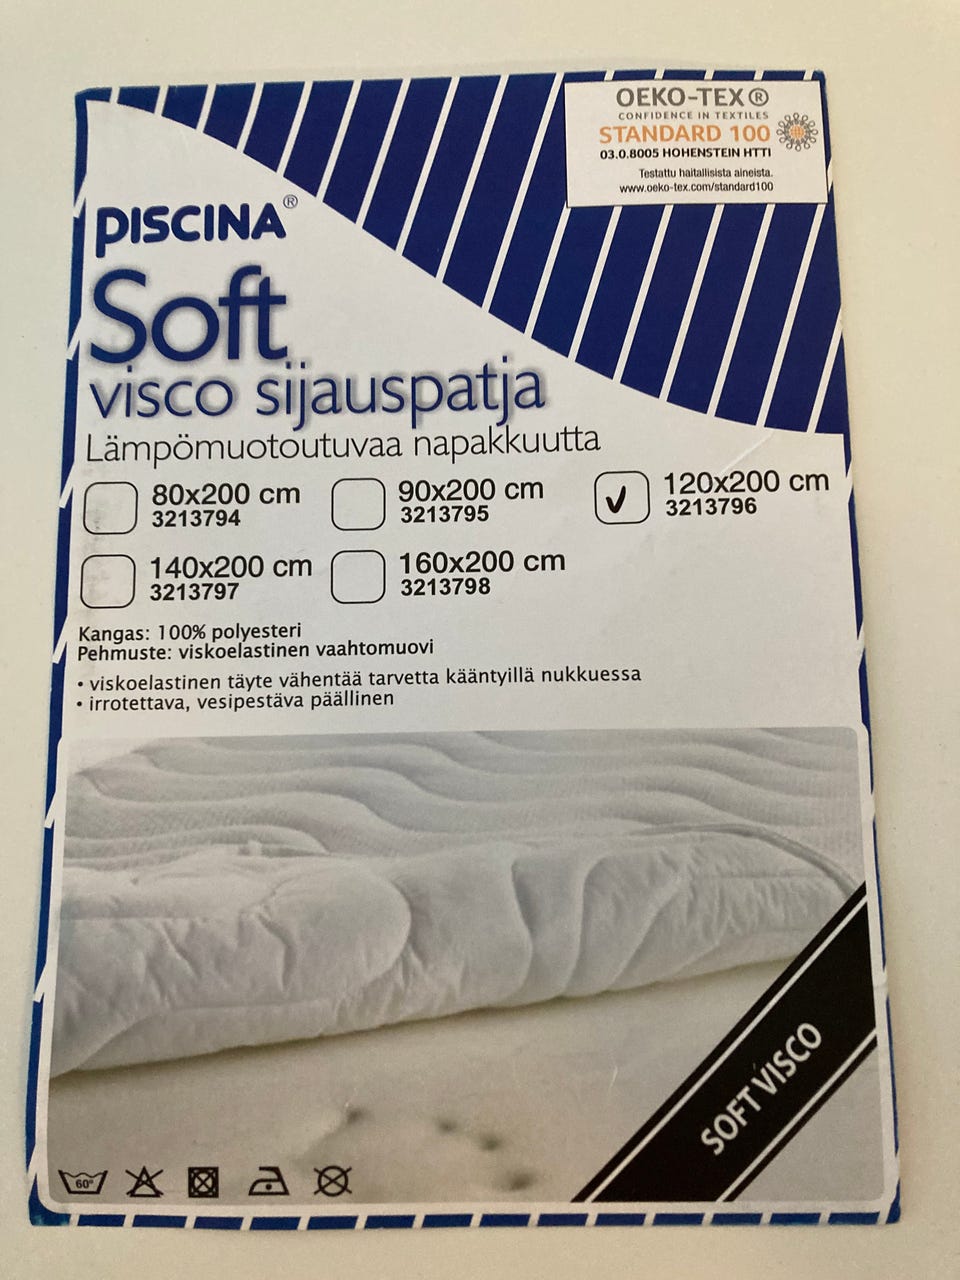 OEKO-TEX®
CONFIDENCE IN TEXTILES
STANDARD 100
03.0.8005 HOHENSTEIN HTTI
Testattu haitallisista aineista.
www.oeko-tex.com/standard100
PISCINA®
Soft
visco sijauspatja
Lämpömuotoutuvaa napakkuutta
80x200 cm
3213794
90x200 cm
3213795
120x200 cm
3213796
140x200 cm
3213797
160x200 cm
3213798
Kangas: 100% polyesteri
Pehmuste: viskoelastinen vaahtomuovi
• viskoelastinen täyte vähentää tarvetta kääntyillä nukkuessa
• irrotettava, vesipestävä päällinen
SOFT VISCO
60°